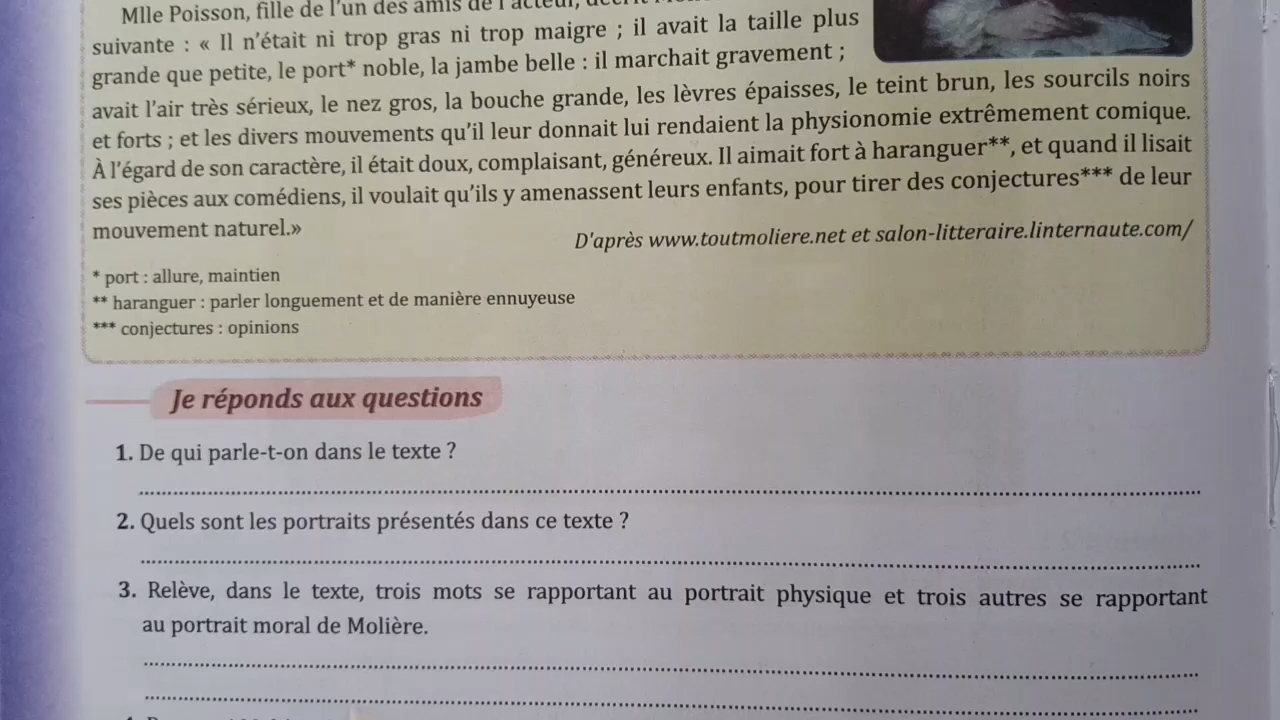 Mlle Poisson, fille de l'un des amis de l'acteur,
suivante : « Il n'était ni trop gras ni trop maigre ; il avait la taille plus
grande que petite, le port* noble, la jambe belle : il marchait gravement ;
avait l'air très sérieux, le nez gros, la bouche grande, les lèvres épaisses, le teint brun, les sourcils noirs
et forts ; et les divers mouvements qu'il leur donnait lui rendaient la physionomie extrêmement comique.
À l'égard de son caractère, il était doux, complaisant, généreux. Il aimait fort à haranguer**, et quand il lisait
ses pièces aux comédiens, il voulait qu'ils y amenassent leurs enfants, pour tirer des conjectures*** de leur
mouvement naturel.»
D'après www.toutmoliere.net et salon-litteraire.linternaute.com/
* port : allure, maintien
** haranguer : parler longuement et de manière ennuyeuse
*** conjectures : opinions
Je réponds aux questions
1. De qui parle-t-on dans le texte ?
2. Quels sont les portraits présentés dans ce texte ?
3. Relève, dans le texte, trois mots se rapportant au portrait physique et trois autres se rapportant
au portrait moral de Molière.